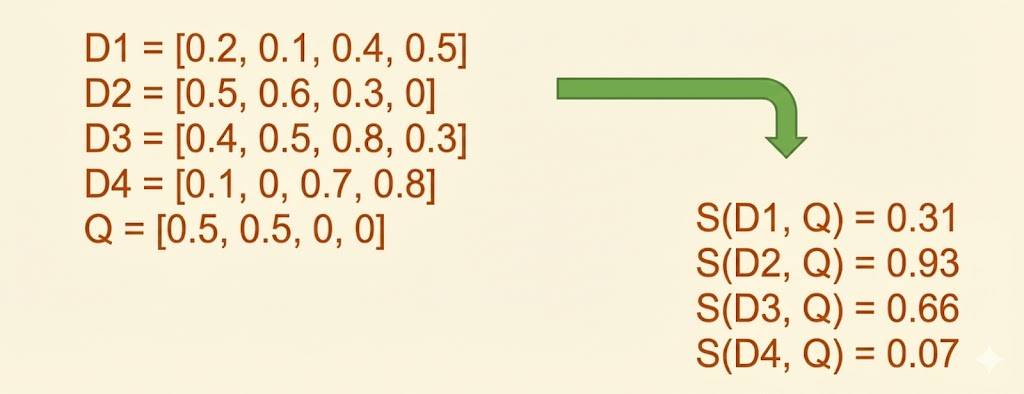 D1 = [0.2, 0.1, 0.4, 0.5]
D2 = [0.5, 0.6, 0.3, 0]
D3 = [0.4, 0.5, 0.8, 0.3]
D4 = [0.1, 0, 0.7, 0.8]
Q = [0.5, 0.5, 0, 0]
S(D1, Q) = 0.31
S(D2, Q) = 0.93
S(D3, Q) = 0.66
S(D4, Q) = 0.07